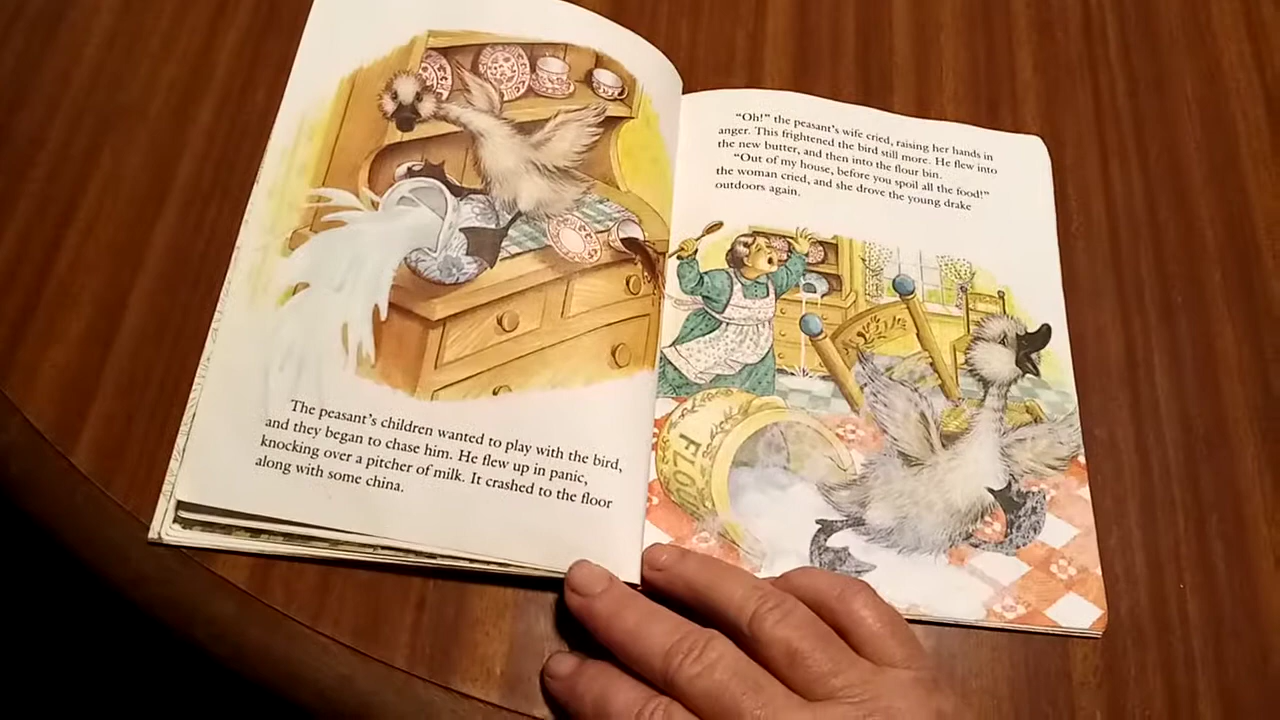 The peasant's children wanted to play with the bird,
and they began to chase him. He flew up in panic,
knocking over a pitcher of milk. It crashed to the floor
along with some china.
"Oh!" the peasant's wife cried, raising her hands in
anger. This frightened the bird still more. He flew into
the new butter, and then into the flour bin.
"Out of my house, before you spoil all the food!"
the woman cried, and she drove the young drake
outdoors again.
FLOU